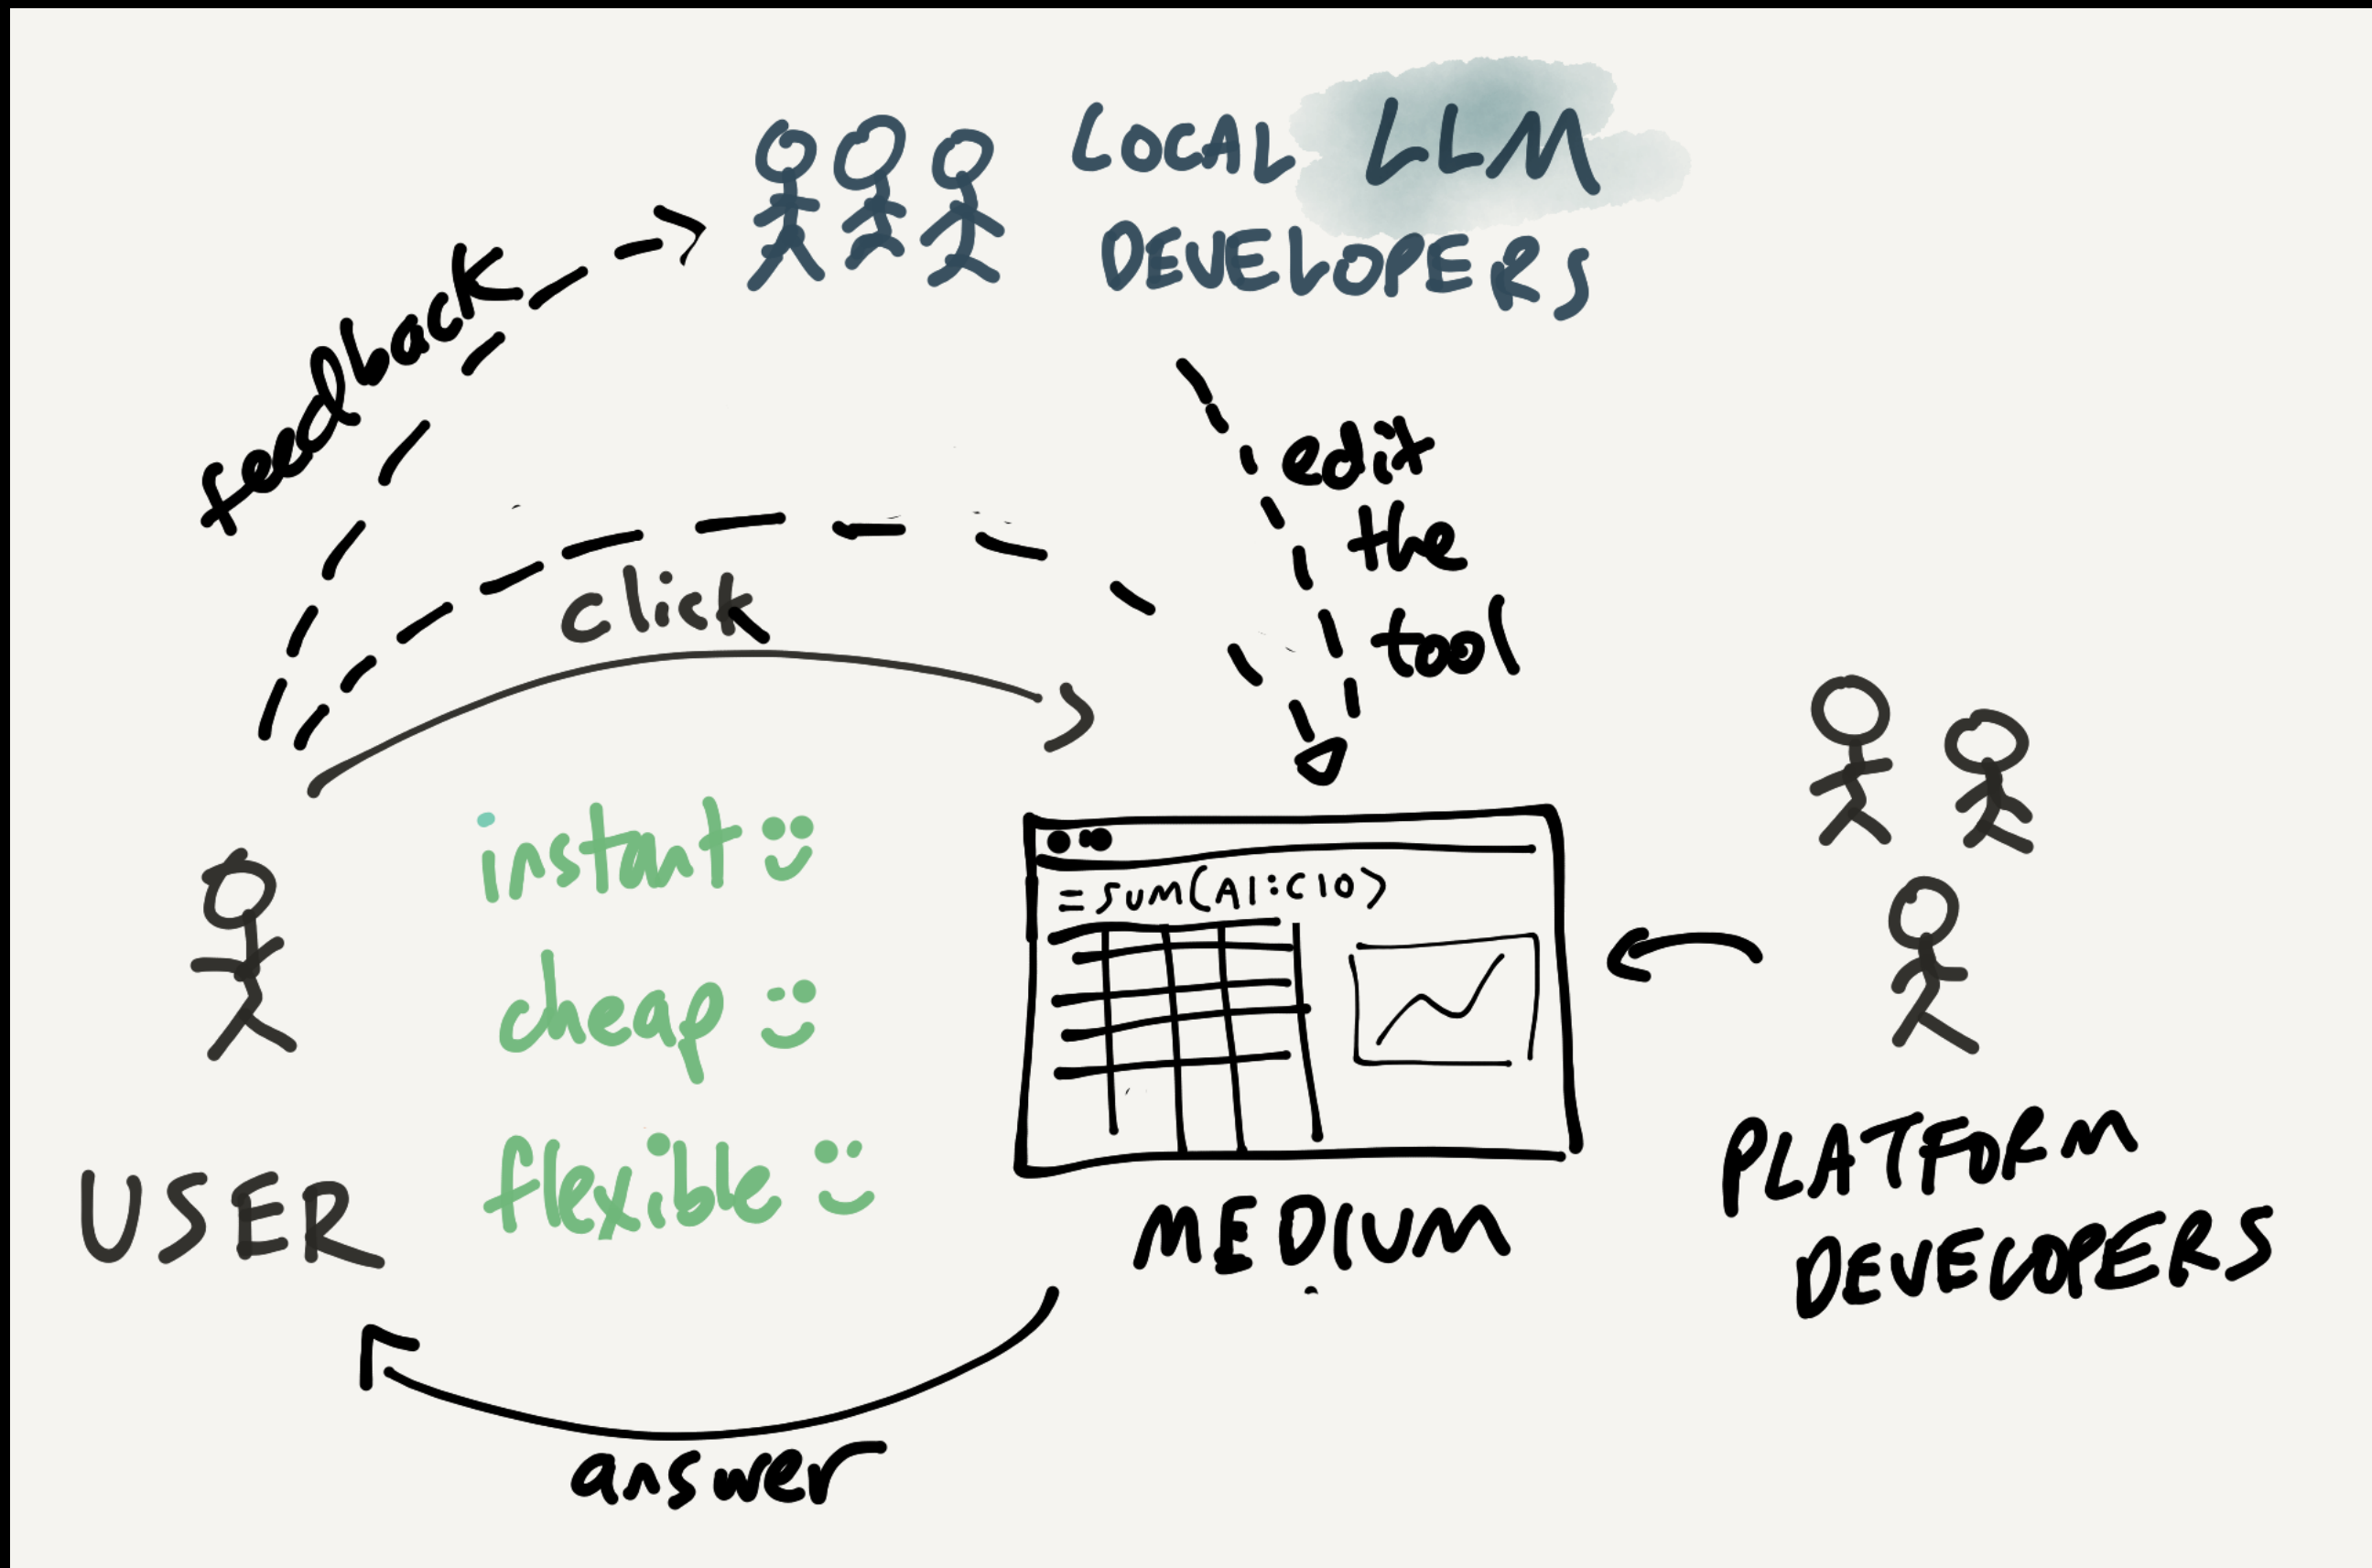 LOCAL LLM
DEVELOPERS
feedback
edit
the
tool
click
instant
cheap
flexible
=SUM(A1:C10)
USER
MEDIUM
PLATFORM
DEVELOPERS
answer